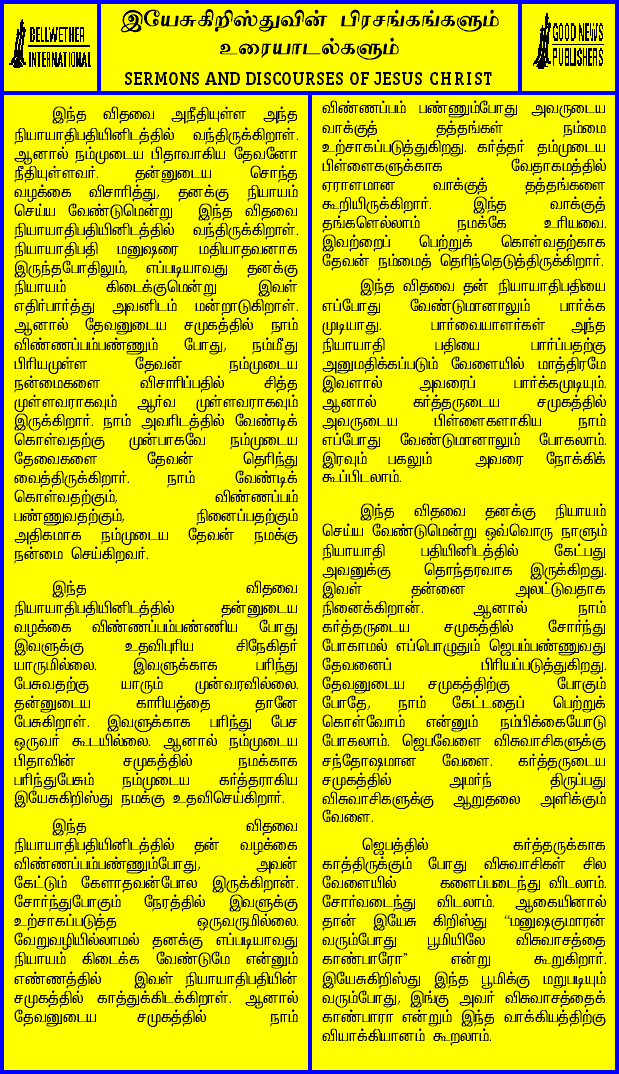 BELLWETHER
INTERNATIONAL
இயேசுகிறிஸ்துவின் பிரசங்கங்களும்
உரையாடல்களும்
SERMONS AND DISCOURSES OF JESUS CHRIST
GOOD NEWS
PUBLISHERS
இந்த விதவை அநீதியுள்ள அந்த
நியாயாதிபதியினிடத்தில் வந்திருக்கிறாள்.
ஆனால் நம்முடைய பிதாவாகிய தேவனோ
நீதியுள்ளவர். தன்னுடைய சொந்த
வழக்கை விசாரித்து, தனக்கு நியாயம்
செய்ய வேண்டுமென்று இந்த விதவை
நியாயாதிபதியினிடத்தில் வந்திருக்கிறாள்.
நியாயாதிபதி மனுஷரை மதியாதவனாக
இருந்தபோதிலும், எப்படியாவது தனக்கு
நியாயம் கிடைக்குமென்று இவள்
எதிர்பார்த்து அவனிடம் மன்றாடுகிறாள்.
ஆனால் தேவனுடைய சமுகத்தில் நாம்
விண்ணப்பம்பண்ணும் போது, நம்மீது
பிரியமுள்ள தேவன் நம்முடைய
நன்மைகளை விசாரிப்பதில் சித்த
முள்ளவராகவும் ஆர்வ முள்ளவராகவும்
இருக்கிறார். நாம் அவரிடத்தில் வேண்டிக்
கொள்வதற்கு முன்பாகவே நம்முடைய
தேவைகளை தேவன் தெரிந்து
வைத்திருக்கிறார். நாம் வேண்டிக்
கொள்வதற்கும், விண்ணப்பம்
பண்ணுவதற்கும், நினைப்பதற்கும்
அதிகமாக நம்முடைய தேவன் நமக்கு
நன்மை செய்கிறவர்.
இந்த விதவை
நியாயாதிபதியினிடத்தில் தன்னுடைய
வழக்கை விண்ணப்பம்பண்ணிய போது
இவளுக்கு உதவிபுரிய சிநேகிதர்
யாருமில்லை. இவளுக்காக பரிந்து
பேசுவதற்கு யாரும் முன்வரவில்லை.
தன்னுடைய காரியத்தை தானே
பேசுகிறாள். இவளுக்காக பரிந்து பேச
ஒருவர் கூடயில்லை. ஆனால் நம்முடைய
பிதாவின் சமுகத்தில் நமக்காக
பரிந்துபேசும் நம்முடைய கர்த்தாராகிய
இயேசுகிறிஸ்து நமக்கு உதவிசெய்கிறார்.
இந்த விதவை
நியாயாதிபதியினிடத்தில் தன் வழக்கை
விண்ணப்பம்பண்ணும்போது, அவன்
கேட்டும் கேளாதவன்போல இருக்கிறான்.
சோர்ந்துபோகும் நேரத்தில் இவளுக்கு
உற்சாகப்படுத்த ஒருவருமில்லை.
வேறுவழியில்லாமல் தனக்கு எப்படியாவது
நியாயம் கிடைக்க வேண்டுமே என்னும்
எண்ணத்தில் இவள் நியாயாதிபதியின்
சமுகத்தில் காத்துக்கிடக்கிறாள். ஆனால்
தேவனுடைய சமுகத்தில் நாம்
விண்ணப்பம் பண்ணும்போது அவருடைய
வாக்குத் தத்தங்கள் நம்மை
உற்சாகப்படுத்துகிறது. கர்த்தர் தம்முடைய
பிள்ளைகளுக்காக வேதாகமத்தில்
ஏராளமான வாக்குத் தத்தங்களை
கூறியிருக்கிறார். இந்த வாக்குத்
தங்களெல்லாம் நமக்கே உரியவை.
இவற்றைப் பெற்றுக் கொள்வதற்காக
தேவன் நம்மைத் தெரிந்தெடுத்திருக்கிறார்.
இந்த விதவை தன் நியாயாதிபதியை
எப்போது வேண்டுமானாலும் பார்க்க
முடியாது. பார்வையாளர்கள் அந்த
நியாயாதி பதியை பார்ப்பதற்கு
அனுமதிக்கப்படும் வேளையில் மாத்திரமே
இவளால் அவரைப் பார்க்கமுடியும்.
ஆனால் கர்த்தருடைய சமுகத்தில்
அவருடைய பிள்ளைகளாகிய நாம்
எப்போது வேண்டுமானாலும் போகலாம்.
இரவும் பகலும் அவரை நோக்கிக்
கூப்பிடலாம்.
இந்த விதவை தனக்கு நியாயம்
செய்ய வேண்டுமென்று ஒவ்வொரு நாளும்
நியாயாதி பதியினிடத்தில் கேட்பது
அவனுக்கு தொந்தரவாக இருக்கிறது.
இவள் தன்னை அலட்டுவதாக
நினைக்கிறான். ஆனால் நாம்
கர்த்தருடைய சமுகத்தில் சோர்ந்து
போகாமல் எப்பொழுதும் ஜெபம்பண்ணுவது
தேவனைப் பிரியப்படுத்துகிறது.
தேவனுடைய சமுகத்திற்கு போகும்
போதே, நாம் கேட்டதைப் பெற்றுக்
கொள்வோம் என்னும் நம்பிக்கையோடு
போகலாம். ஜெபவேளை விசுவாசிகளுக்கு
சந்தோஷமான வேளை. கர்த்தருடைய
சமுகத்தில் அமர்ந் திருப்பது
விசுவாசிகளுக்கு ஆறுதலை அளிக்கும்
வேளை.
ஜெபத்தில் கர்த்தருக்காக
காத்திருக்கும் போது விசுவாசிகள் சில
வேளையில் களைப்படைந்து விடலாம்.
சோர்வடைந்து விடலாம். ஆகையினால்
தான் இயேசு கிறிஸ்து “மனுஷகுமாரன்
வரும்போது பூமியிலே விசுவாசத்தை
காண்பாரோ” என்று கூறுகிறார்.
இயேசுகிறிஸ்து இந்த பூமிக்கு மறுபடியும்
வரும்போது, இங்கு அவர் விசுவாசத்தைக்
காண்பாரா என்றும் இந்த வாக்கியத்திற்கு
வியாக்கியானம் கூறலாம்.